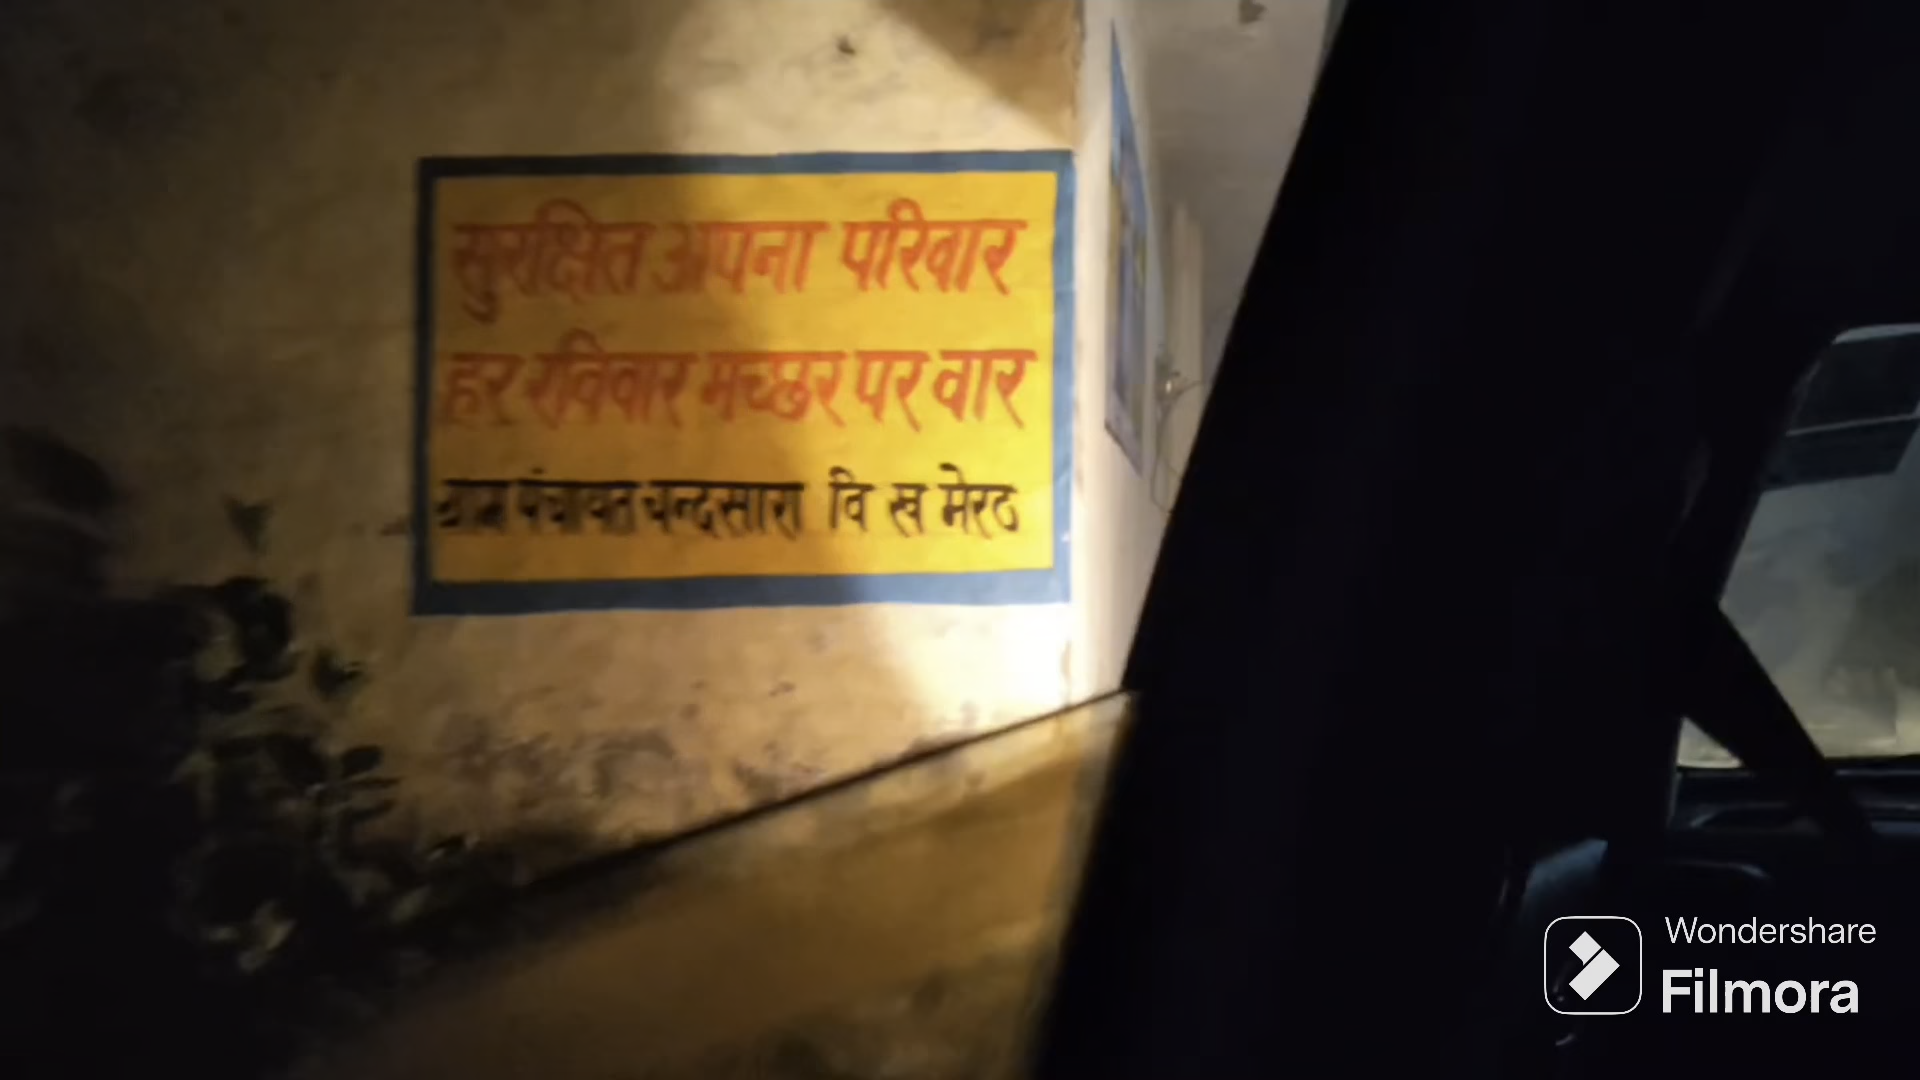 सुरक्षित अपना परिवार
हर रविवार मच्छर पर वार
ग्राम पंचायत चन्दसारा वि ख मेरठ
Wondershare
Filmora